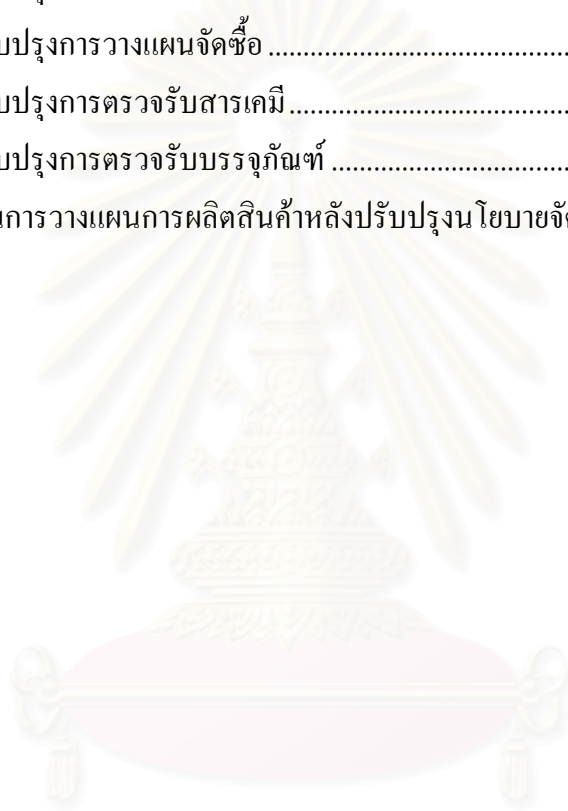 บปรุงการวางแผนจัดซื้อ.......................................
บปรุงการตรวจรับสารเคมี....................................
บปรุงการตรวจรับบรรจุภัณฑ์..............................
นการวางแผนการผลิตสินค้าหลังปรับปรุงนโยบายจั